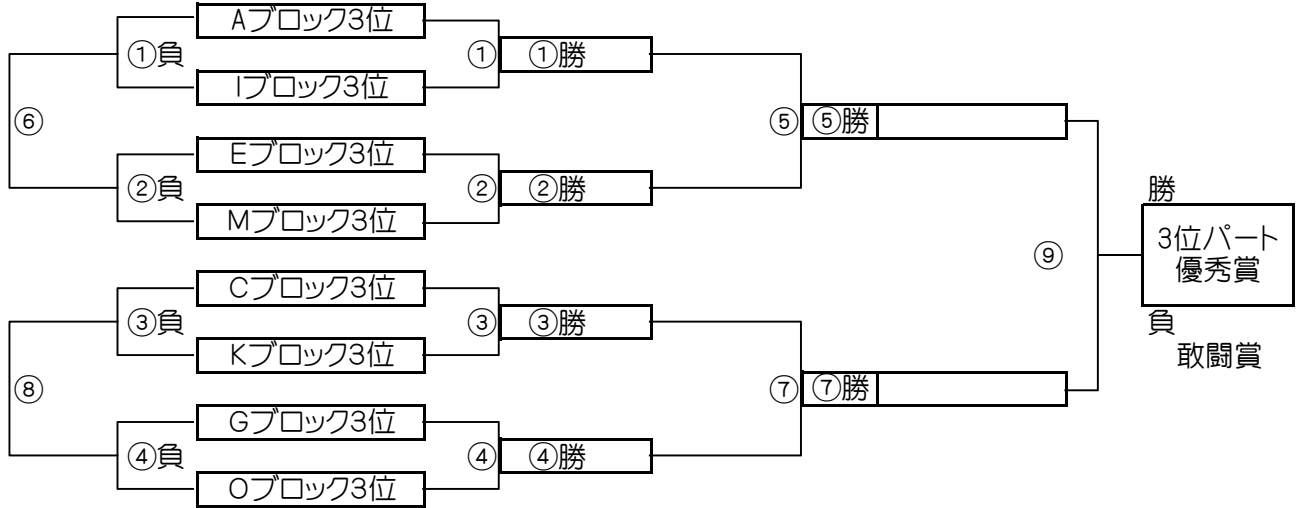 Aブロック3位
①負
①
①勝
Iブロック3位
⑥
⑤
⑤勝
Eブロック3位
②負
②
②勝
Mブロック3位
勝
3位パート
優秀賞
⑨
Cブロック3位
③負
③
③勝
負
敢闘賞
Kブロック3位
⑧
⑦
⑦勝
Gブロック3位
④負
④
④勝
Oブロック3位